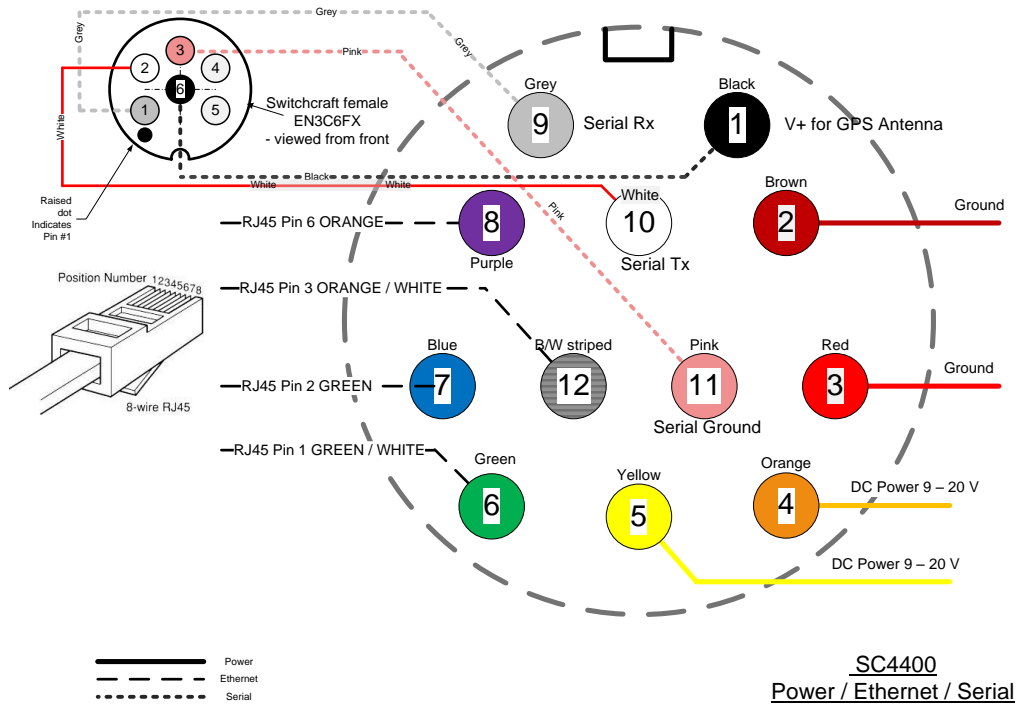 Grey
Grey
Pink
3
2
4
6
1
5
White
Switchcraft female
EN3C6FX
- viewed from front
Raised
dot
Indicates
Pin #1
Black
White
White
Pink
Grey
9
Serial Rx
Black
1
V+ for GPS Antenna
RJ45 Pin 6 ORANGE
8
Purple
White
10
Serial Tx
Brown
2
Ground
Position Number 12345678
8-wire RJ45
RJ45 Pin 3 ORANGE / WHITE
RJ45 Pin 2 GREEN
Blue
7
B/W striped
12
Pink
11
Serial Ground
Red
3
Ground
RJ45 Pin 1 GREEN / WHITE
Green
6
Yellow
5
Orange
4
DC Power 9 – 20 V
DC Power 9 – 20 V
Power
Ethernet
Serial
SC4400
Power / Ethernet / Serial